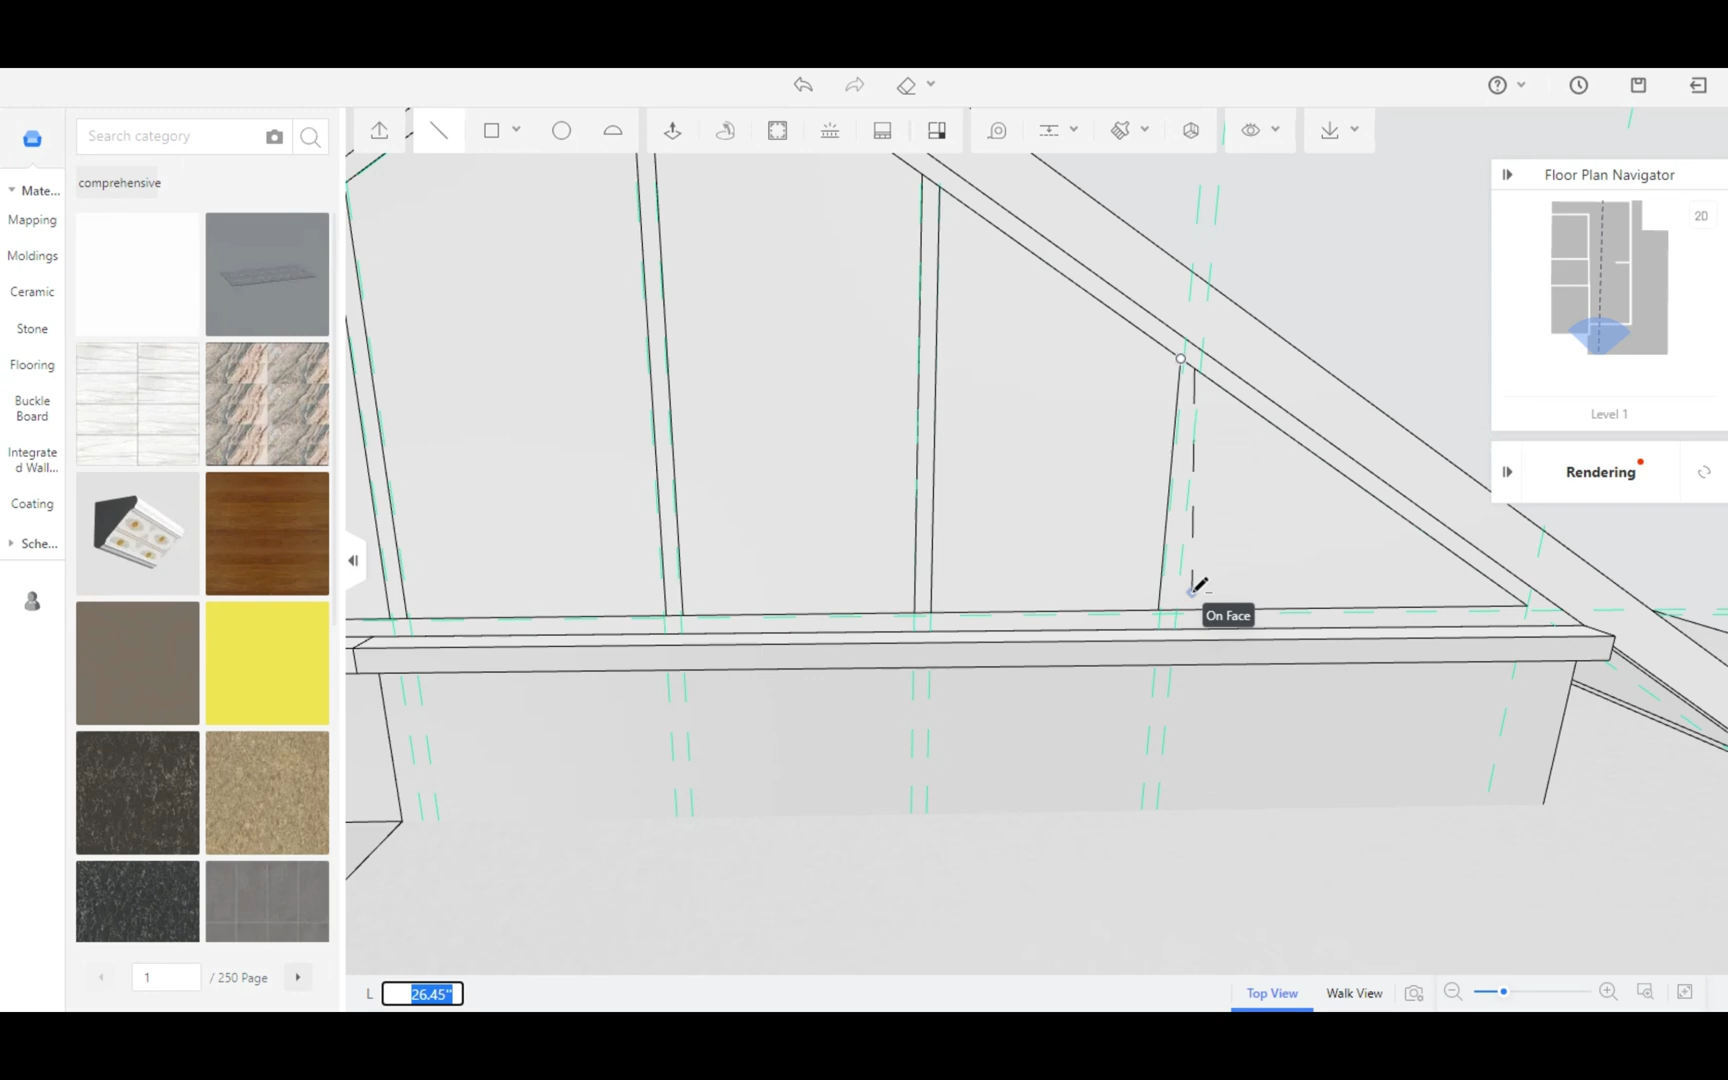 Search category
comprehensive
Mate...
Mapping
Moldings
Ceramic
Stone
Flooring
Buckle
Board
Integrate
d Wall...
Coating
Sche...
1
/ 250 Page
L
26.45"
On Face
Floor Plan Navigator
2D
Level 1
Rendering
Top View
Walk View